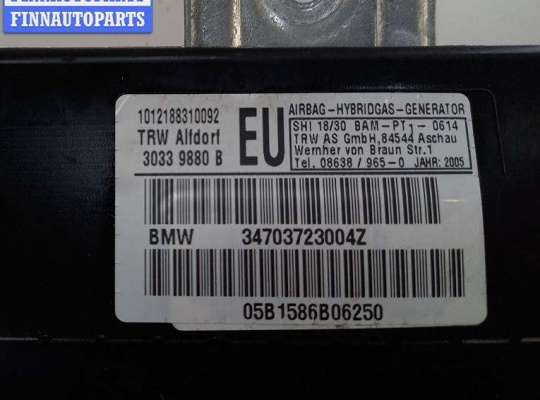 FINNAUTOPARTS
1012188310092
TRW Alfdorf
3033 9880 B
EU
AIRBAG-HYBRIDGAS-GENERATOR
SHI 18/30 BAM-PT1-0614
TRW AS GmbH,84544 Aschau
Wernher von Braun Str.1
Tel. 08638 / 965-0 JAHR: 2005
BMW 34703723004Z
05B1586B06250